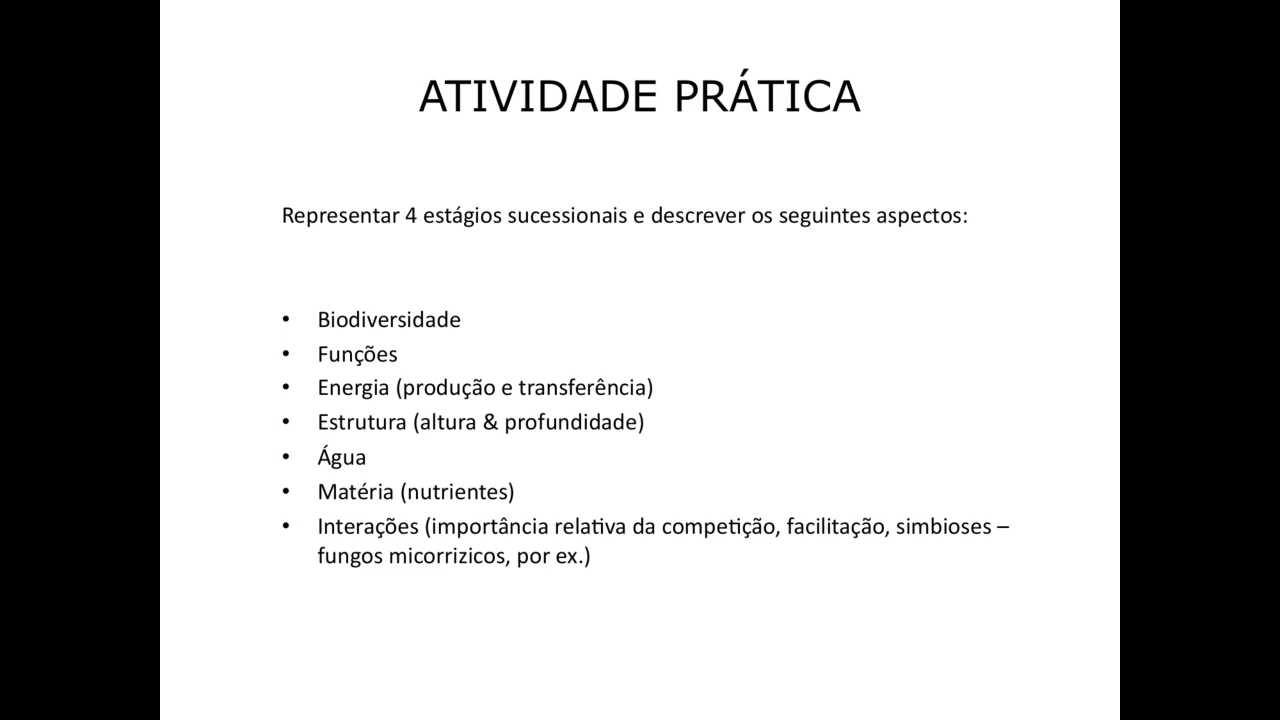 ATIVIDADE PRÁTICA
Representar 4 estágios sucessionais e descrever os seguintes aspectos:
• Biodiversidade
• Funções
• Energia (produção e transferência)
• Estrutura (altura & profundidade)
• Água
• Matéria (nutrientes)
• Interações (importância relativa da competição, facilitação, simbioses –
fungos micorrizicos, por ex.)